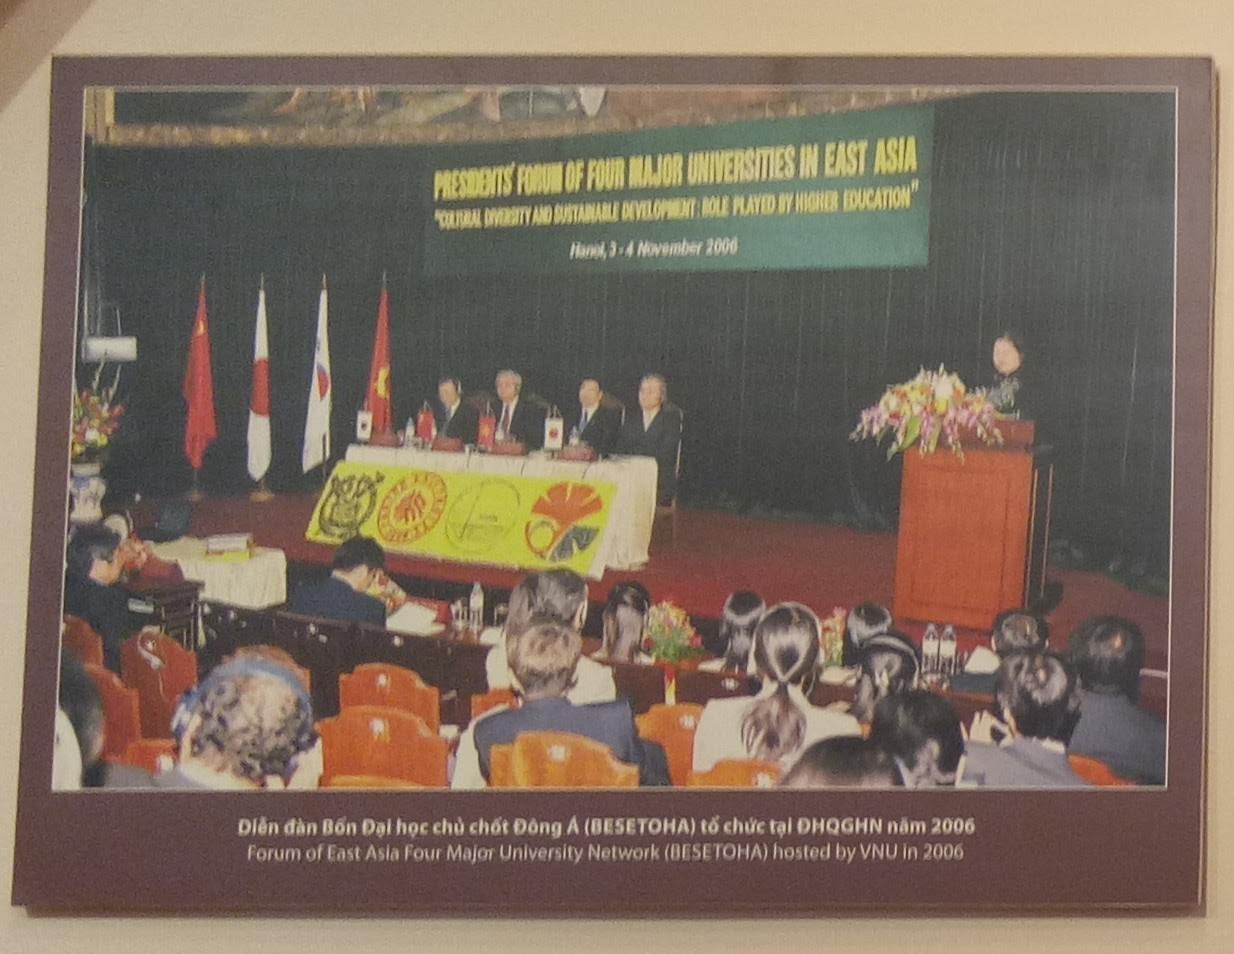 PRESIDENTS' FORUM OF FOUR MAJOR UNIVERSITIES IN EAST ASIA
"CULTURAL DIVERSITY AND SUSTAINABLE DEVELOPMENT: ROLE PLAYED BY HIGHER EDUCATION"
Hanoi, 3 - 4 November 2006
Diễn đàn Bốn Đại học chủ chốt Đông Á (BESETOHA) tổ chức tại ĐHQGHN năm 2006
Forum of East Asia Four Major University Network (BESETOHA) hosted by VNU in 2006